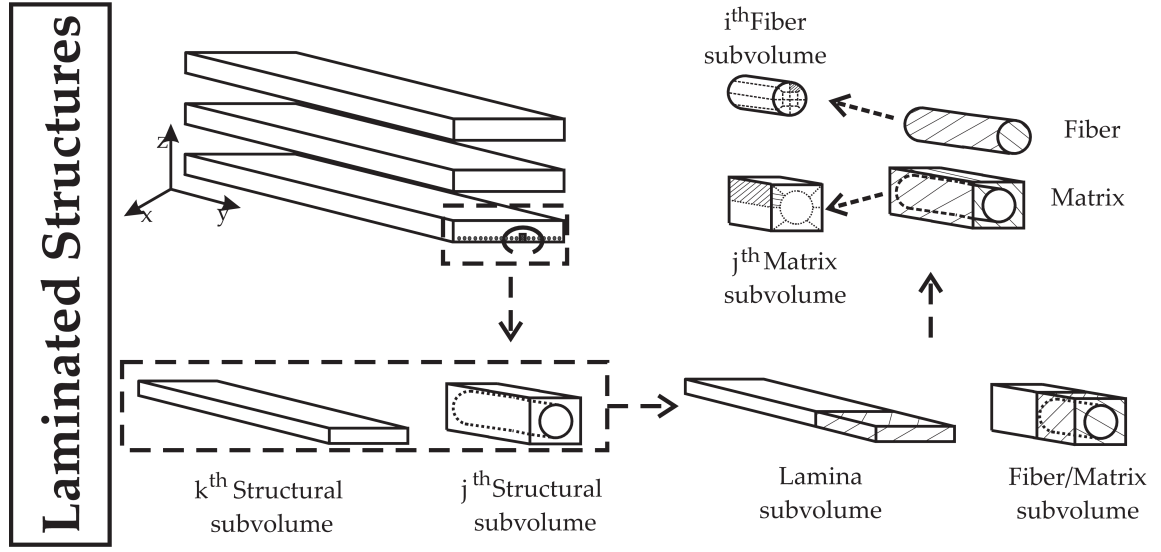 Laminated Structures
z
x
y
i^th Fiber
subvolume
Fiber
Matrix
j^th Matrix
subvolume
k^th Structural
subvolume
j^th Structural
subvolume
Lamina
subvolume
Fiber/Matrix
subvolume